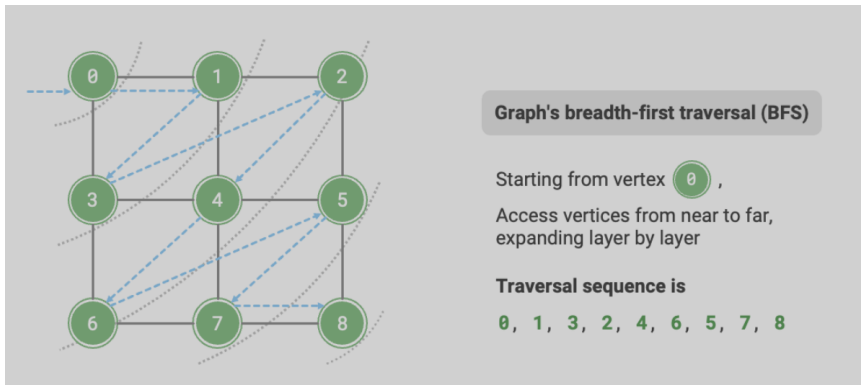 0 1 2
3 4 5
6 7 8
Graph's breadth-first traversal (BFS)
Starting from vertex 0 ,
Access vertices from near to far,
expanding layer by layer
Traversal sequence is
0, 1, 3, 2, 4, 6, 5, 7, 8